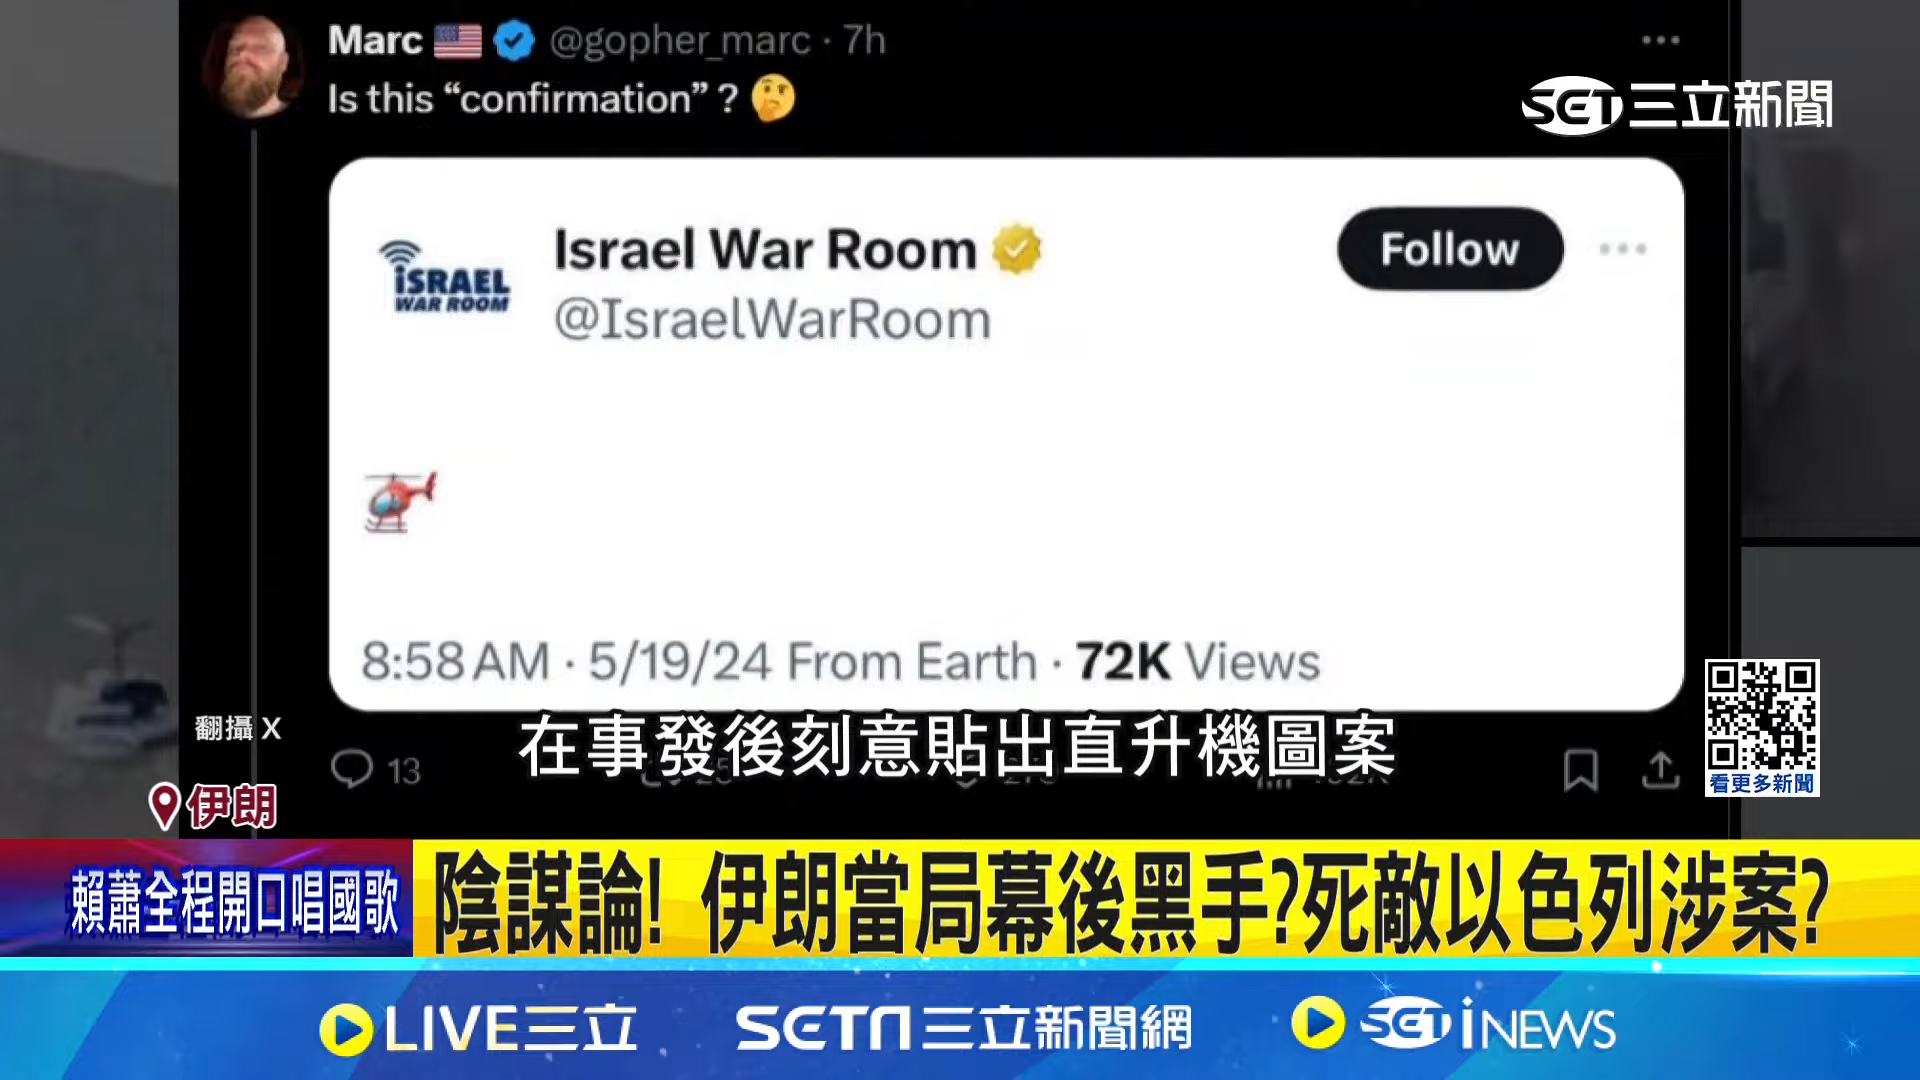 Marc @gopher_marc · 7h
Is this “confirmation” ?
SET三立新聞
ISRAEL
WAR ROOM
Israel War Room
@IsraelWarRoom
Follow
8:58 AM · 5/19/24 From Earth · 72K Views
翻攝 X
13
在事發後刻意貼出直升機圖案
看更多新聞
伊朗
賴蕭全程開口唱國歌
陰謀論! 伊朗當局幕後黑手?死敵以色列涉案?
LIVE三立
SETN三立新聞網
SET iNEWS